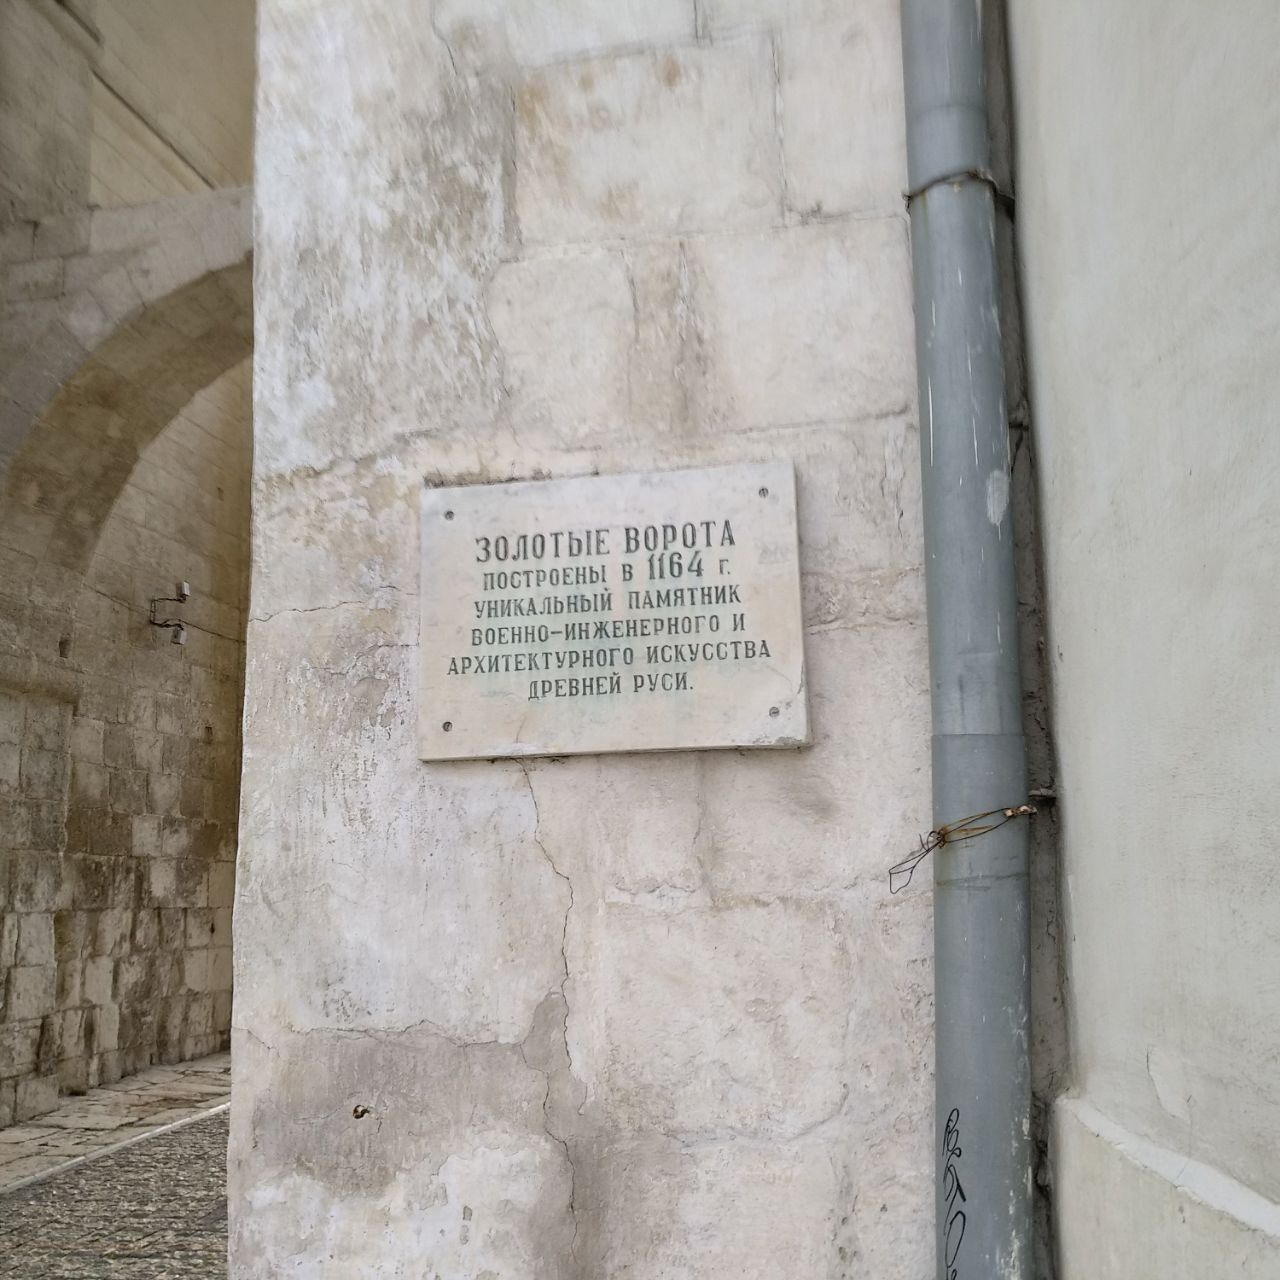 ЗОЛОТЫЕ ВОРОТА
ПОСТРОЕНЫ В 1164 г.
УНИКАЛЬНЫЙ ПАМЯТНИК
ВОЕННО-ИНЖЕНЕРНОГО И
АРХИТЕКТУРНОГО ИСКУССТВА
ДРЕВНЕЙ РУСИ.